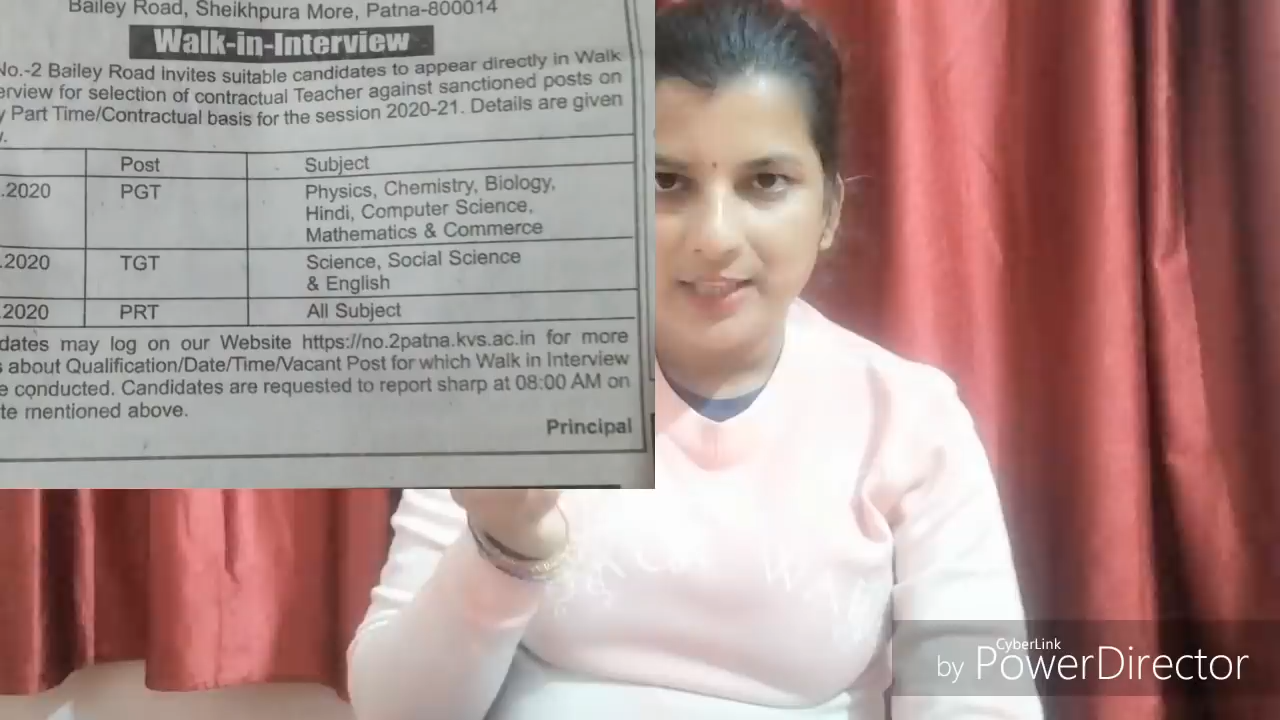 Bailey Road, Sheikhpura More, Patna-800014
Walk-in-Interview
No.-2 Bailey Road Invites suitable candidates to appear directly in Walk
erview for selection of contractual Teacher against sanctioned posts on
y Part Time/Contractual basis for the session 2020-21. Details are given
.
Post Subject
.2020 PGT Physics, Chemistry, Biology,
Hindi, Computer Science,
Mathematics & Commerce
.2020 TGT Science, Social Science
& English
.2020 PRT All Subject
dates may log on our Website https://no.2patna.kvs.ac.in for more
s about Qualification/Date/Time/Vacant Post for which Walk in Interview
e conducted. Candidates are requested to report sharp at 08:00 AM on
te mentioned above.
Principal
CyberLink
by PowerDirector